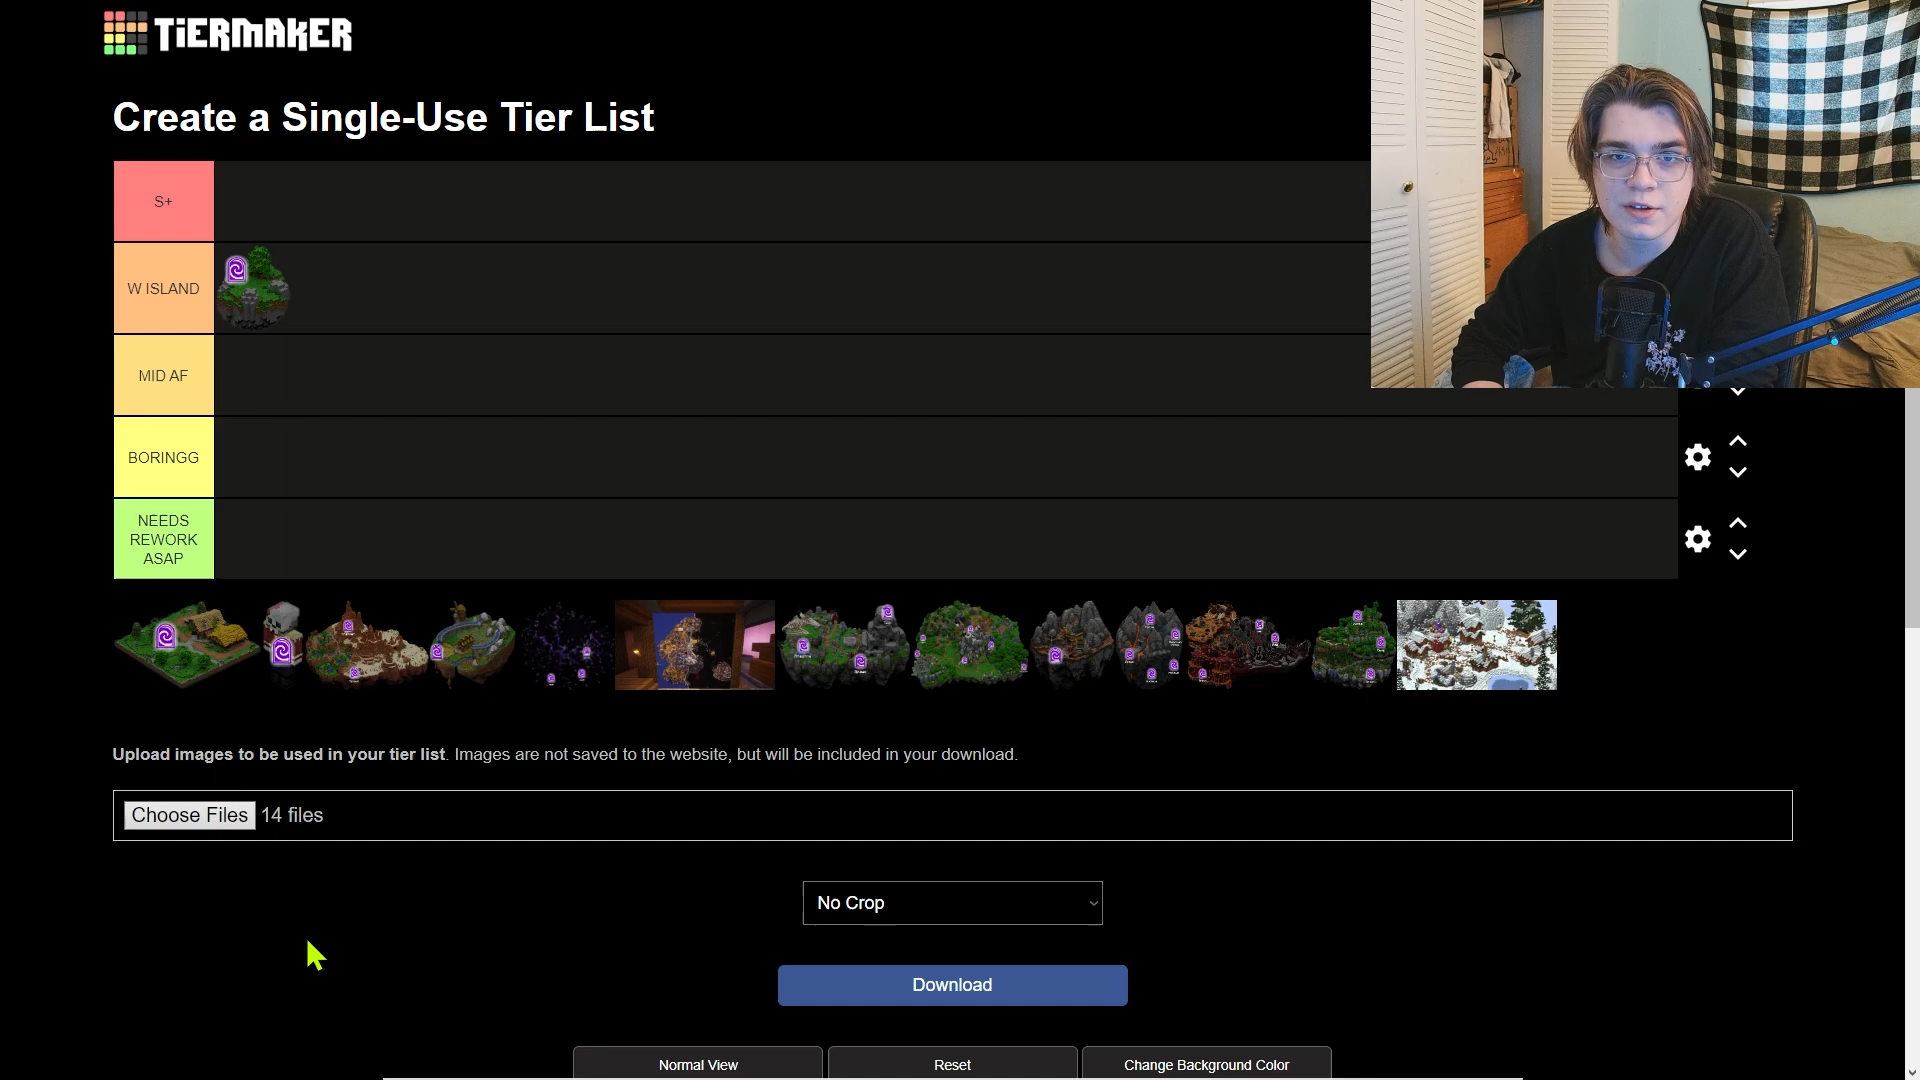 TiERMAKER
Create a Single-Use Tier List
S+
W ISLAND
MID AF
BORINGG
NEEDS
REWORK
ASAP
Upload images to be used in your tier list. Images are not saved to the website, but will be included in your download.
Choose Files 14 files
No Crop
Download
Normal View Reset Change Background Color